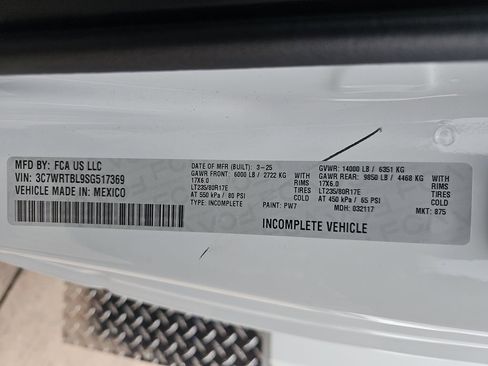 MFD BY: FCA US LLC
VIN: 3C7WRTBL9SG517369
VEHICLE MADE IN: MEXICO
DATE OF MFR (BUILT): 3-25
GAWR FRONT: 6000 LB / 2722 KG WITH
17X6.0 RIMS
LT235/80R17E TIRES
AT 550 kPa / 80 PSI COLD
TYPE: INCOMPLETE PAINT: PW7
GVWR: 14000 LB / 6351 KG
GAWR REAR: 9850 LB / 4468 KG WITH
17X6.0 RIMS
LT235/80R17E TIRES
AT 450 kPa / 65 PSI COLD
MDH: 032117 MKT: 875
INCOMPLETE VEHICLE